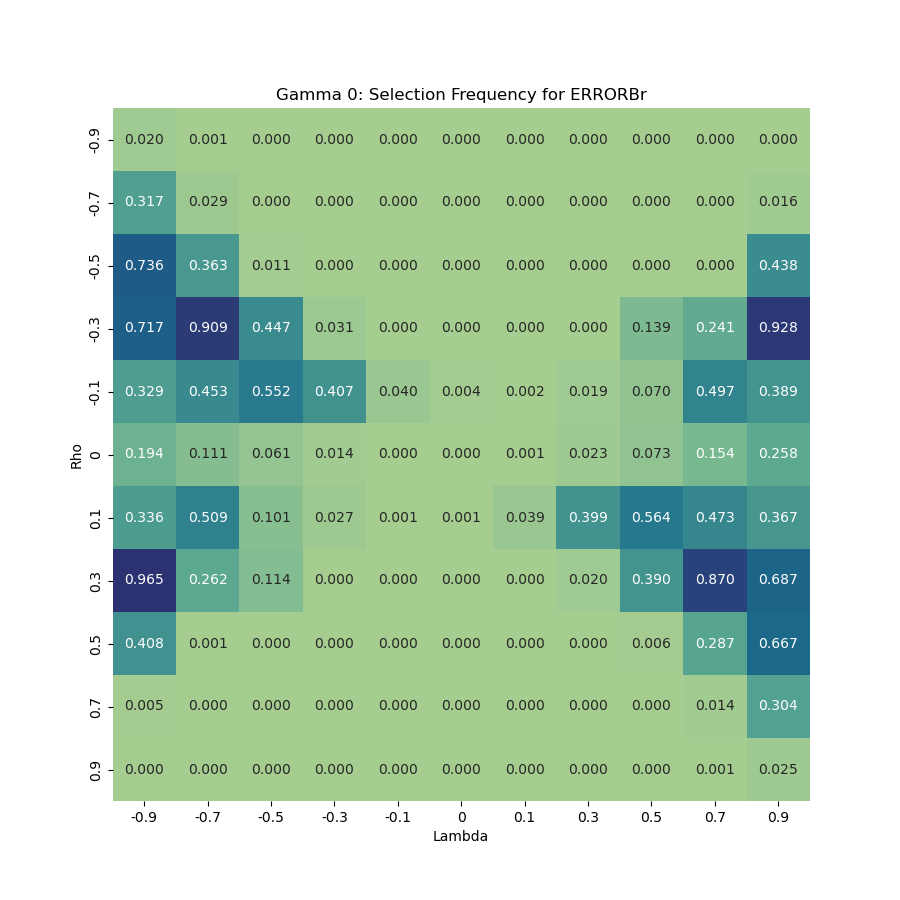 Gamma 0: Selection Frequency for ERRORBr
-0.9 0.020 0.001 0.000 0.000 0.000 0.000 0.000 0.000 0.000 0.000 0.000
-0.7 0.317 0.029 0.000 0.000 0.000 0.000 0.000 0.000 0.000 0.000 0.016
-0.5 0.736 0.363 0.011 0.000 0.000 0.000 0.000 0.000 0.000 0.000 0.438
-0.3 0.717 0.909 0.447 0.031 0.000 0.000 0.000 0.000 0.139 0.241 0.928
-0.1 0.329 0.453 0.552 0.407 0.040 0.004 0.002 0.019 0.070 0.497 0.389
Rho
0 0.194 0.111 0.061 0.014 0.000 0.000 0.001 0.023 0.073 0.154 0.258
0.1 0.336 0.509 0.101 0.027 0.001 0.001 0.039 0.399 0.564 0.473 0.367
0.3 0.965 0.262 0.114 0.000 0.000 0.000 0.000 0.020 0.390 0.870 0.687
0.5 0.408 0.001 0.000 0.000 0.000 0.000 0.000 0.000 0.006 0.287 0.667
0.7 0.005 0.000 0.000 0.000 0.000 0.000 0.000 0.000 0.000 0.014 0.304
0.9 0.000 0.000 0.000 0.000 0.000 0.000 0.000 0.000 0.000 0.001 0.025
-0.9 -0.7 -0.5 -0.3 -0.1 0 0.1 0.3 0.5 0.7 0.9
Lambda